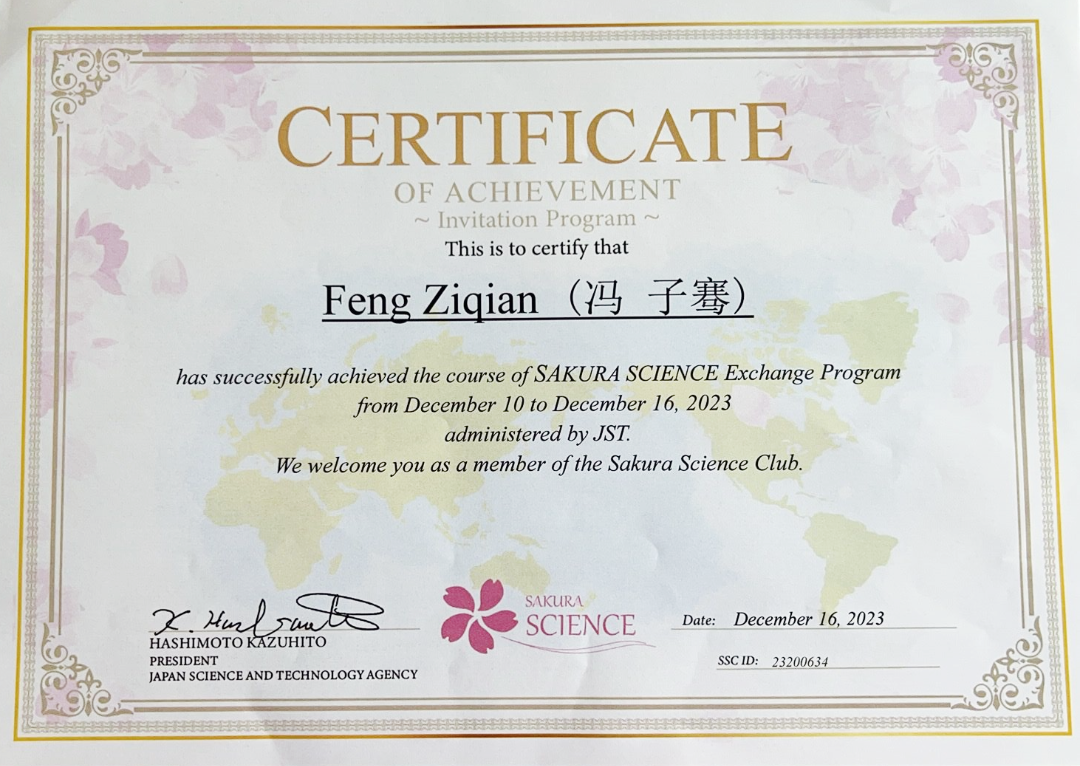 CERTIFICATE
OF ACHIEVEMENT
~ Invitation Program ~
This is to certify that
Feng Ziqian（冯 子骞）
has successfully achieved the course of SAKURA SCIENCE Exchange Program
from December 10 to December 16, 2023
administered by JST.
We welcome you as a member of the Sakura Science Club.
K. Hashimoto
HASHIMOTO KAZUHITO
PRESIDENT
JAPAN SCIENCE AND TECHNOLOGY AGENCY
SAKURA
SCIENCE
Date: December 16, 2023
SSC ID: 23200634